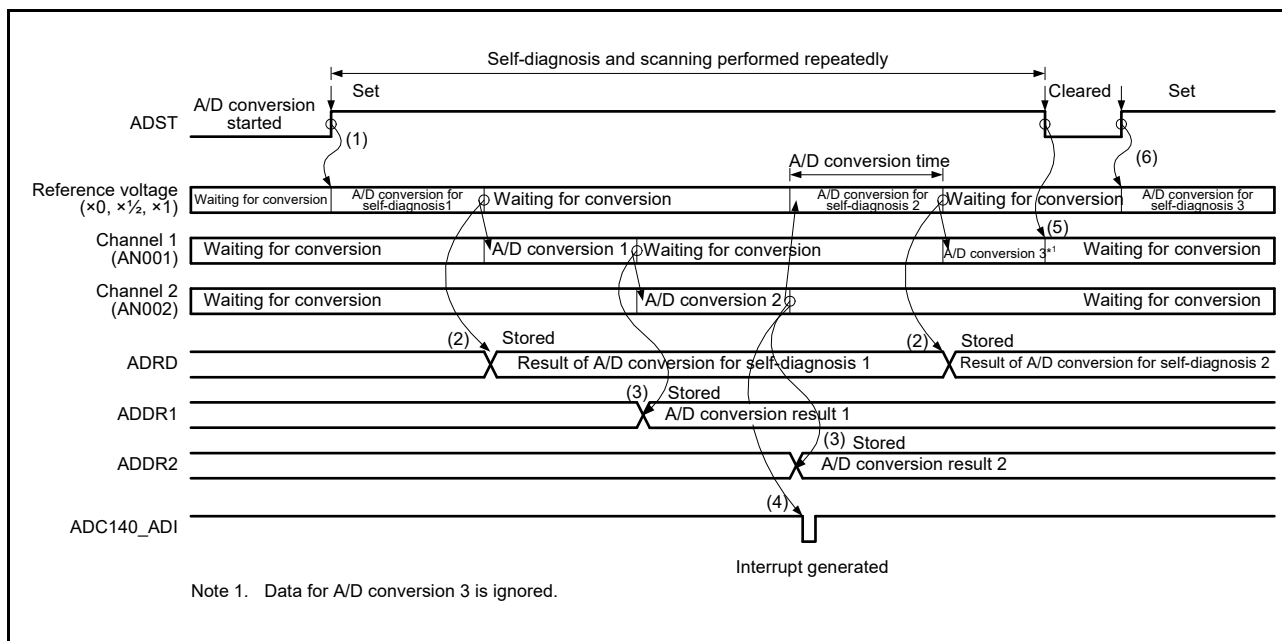 Self-diagnosis and scanning performed repeatedly
Set
Cleared
Set
A/D conversion
started
ADST
(1)
(6)
A/D conversion time
Reference voltage
(×0, ×½, ×1)
Waiting for conversion
A/D conversion for
self-diagnosis1
Waiting for conversion
A/D conversion for
self-diagnosis 2
Waiting for conversion
A/D conversion for
self-diagnosis 3
(5)
Channel 1
(AN001)
Waiting for conversion
A/D conversion 1
Waiting for conversion
A/D conversion 3*1
Waiting for conversion
Channel 2
(AN002)
Waiting for conversion
A/D conversion 2
Waiting for conversion
(2)
Stored
(2)
Stored
ADRD
Result of A/D conversion for self-diagnosis 1
Result of A/D conversion for self-diagnosis 2
(3)
Stored
ADDR1
A/D conversion result 1
(3)
Stored
ADDR2
A/D conversion result 2
(4)
ADC140_ADI
Interrupt generated
Note 1. Data for A/D conversion 3 is ignored.